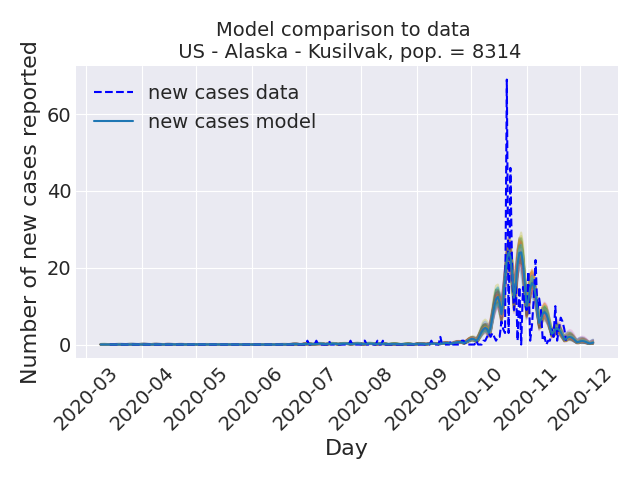 Model comparison to data
US - Alaska - Kusilvak, pop. = 8314
Number of new cases reported
new cases data
new cases model
60
40
20
0
2020-03
2020-04
2020-05
2020-06
2020-07
2020-08
2020-09
2020-10
2020-11
2020-12
Day